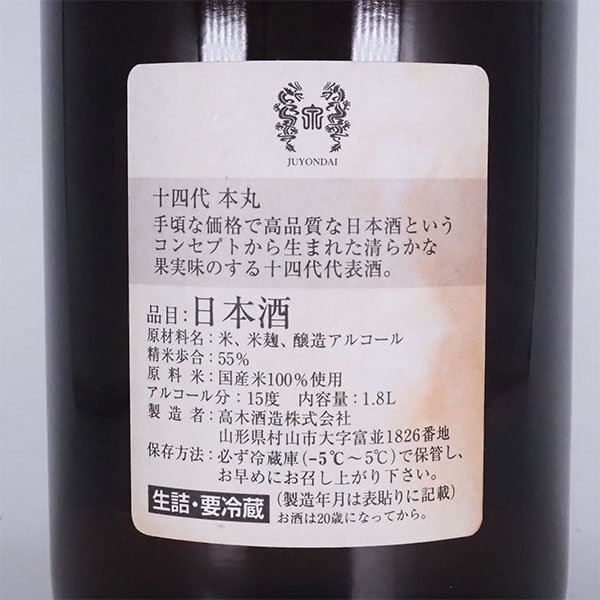 JUYONDAI
十四代 本丸
手頃な価格で高品質な日本酒という
コンセプトから生まれた清らかな
果実味のする十四代代表酒。
品目：日本酒
原材料名：米、米麹、醸造アルコール
精米歩合：55%
原料米：国産米100%使用
アルコール分：15度 内容量：1.8L
製造者：高木酒造株式会社
山形県村山市大字富並1826番地
保存方法：必ず冷蔵庫(−5℃〜5℃)で保管し、
お早めにお召し上がり下さい。
生詰・要冷蔵 (製造年月は表貼りに記載)
お酒は20歳になってから。